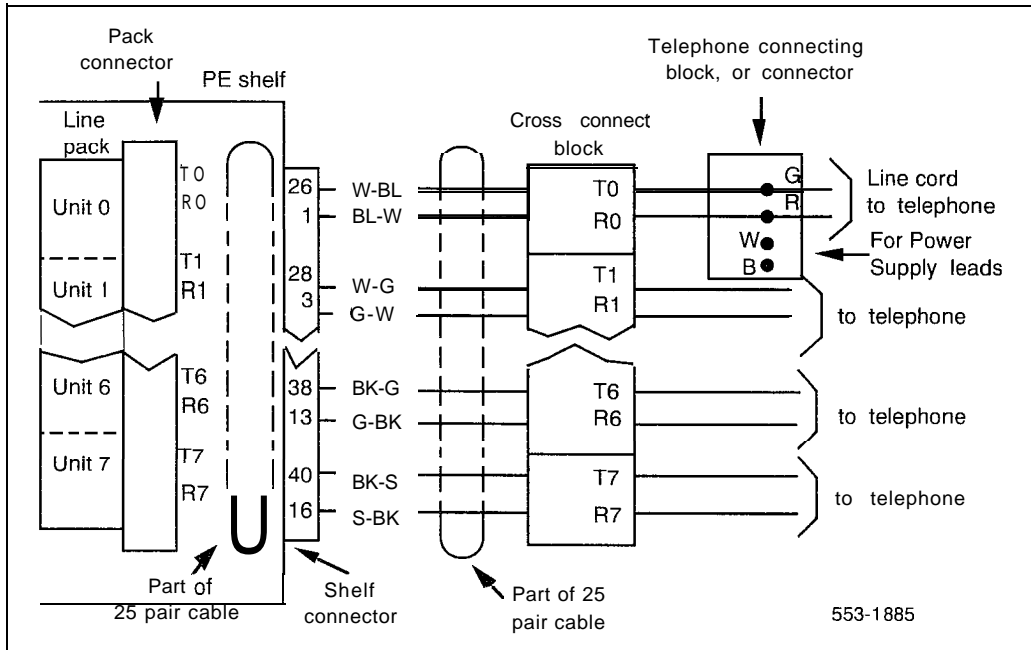 Pack
connector
PE shelf
Telephone connecting
block, or connector
Line
pack
Cross connect
block
Unit 0
T0
R0
26
1
W-BL
BL-W
T0
R0
G
R
W
B
Line cord
to telephone
For Power
Supply leads
Unit 1
T1
R1
28
3
W-G
G-W
T1
R1
to telephone
Unit 6
T6
R6
38
13
BK-G
G-BK
T6
R6
to telephone
Unit 7
T7
R7
40
16
BK-S
S-BK
T7
R7
to telephone
Part of
25 pair cable
Shelf
connector
Part of 25
pair cable
553-1885